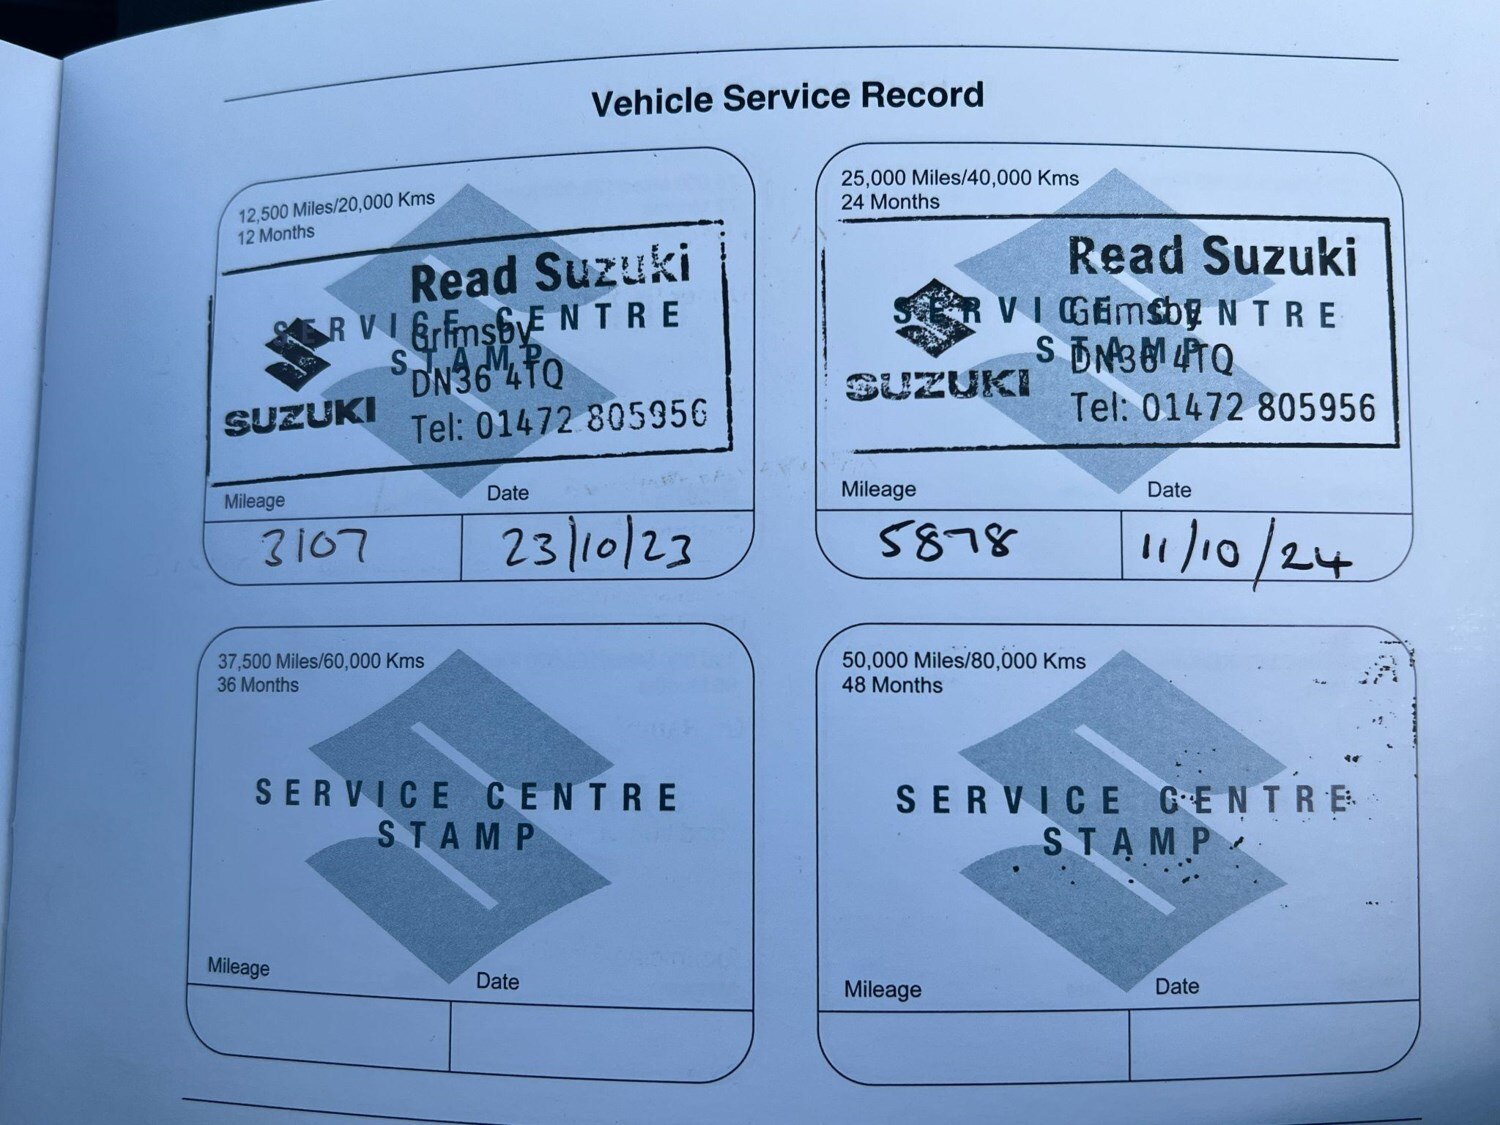 Vehicle Service Record
12,500 Miles/20,000 Kms
12 Months
SERVICE CENTRE
STAMP
Read Suzuki
Grimsby
DN36 4TQ
Tel: 01472 805956
SUZUKI
Mileage
Date
3107
23/10/23
25,000 Miles/40,000 Kms
24 Months
SERVICE CENTRE
STAMP
Read Suzuki
Grimsby
DN36 4TQ
Tel: 01472 805956
SUZUKI
Mileage
Date
5878
11/10/24
37,500 Miles/60,000 Kms
36 Months
SERVICE CENTRE
STAMP
Mileage
Date
50,000 Miles/80,000 Kms
48 Months
SERVICE CENTRE
STAMP
Mileage
Date